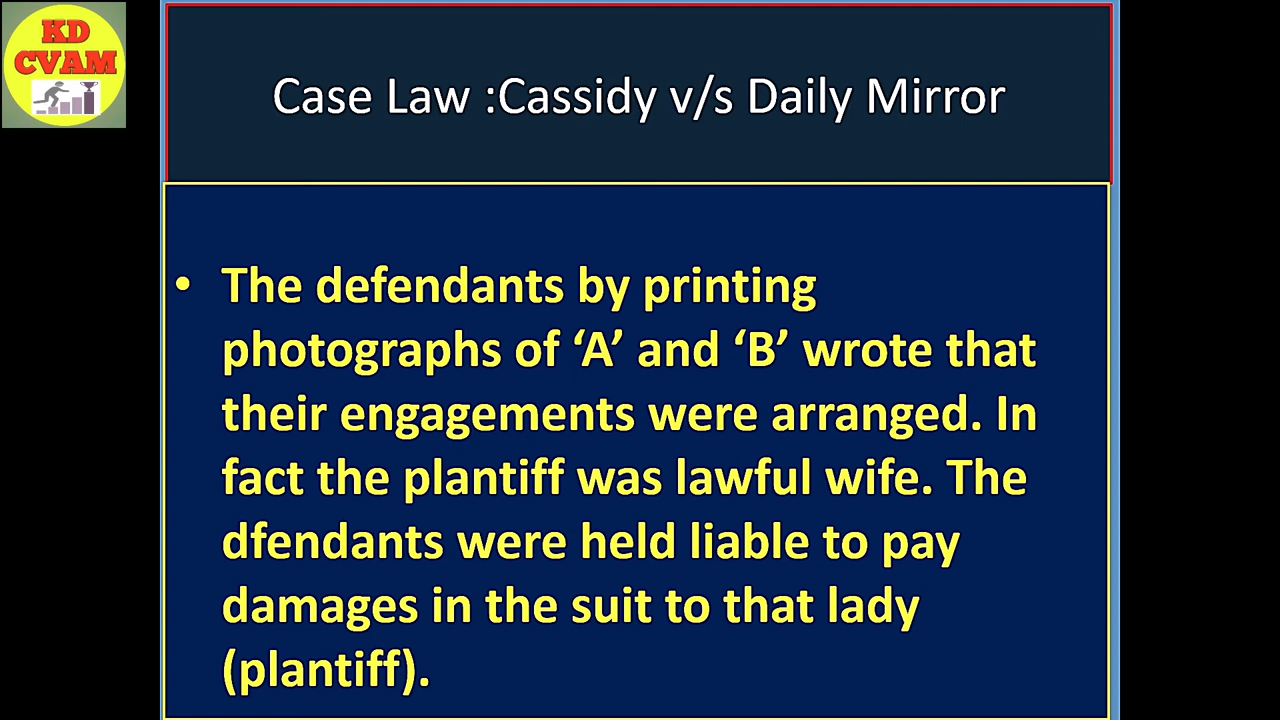 KD
CVAM
Case Law :Cassidy v/s Daily Mirror
• The defendants by printing
photographs of ‘A’ and ‘B’ wrote that
their engagements were arranged. In
fact the plantiff was lawful wife. The
dfendants were held liable to pay
damages in the suit to that lady
(plantiff).